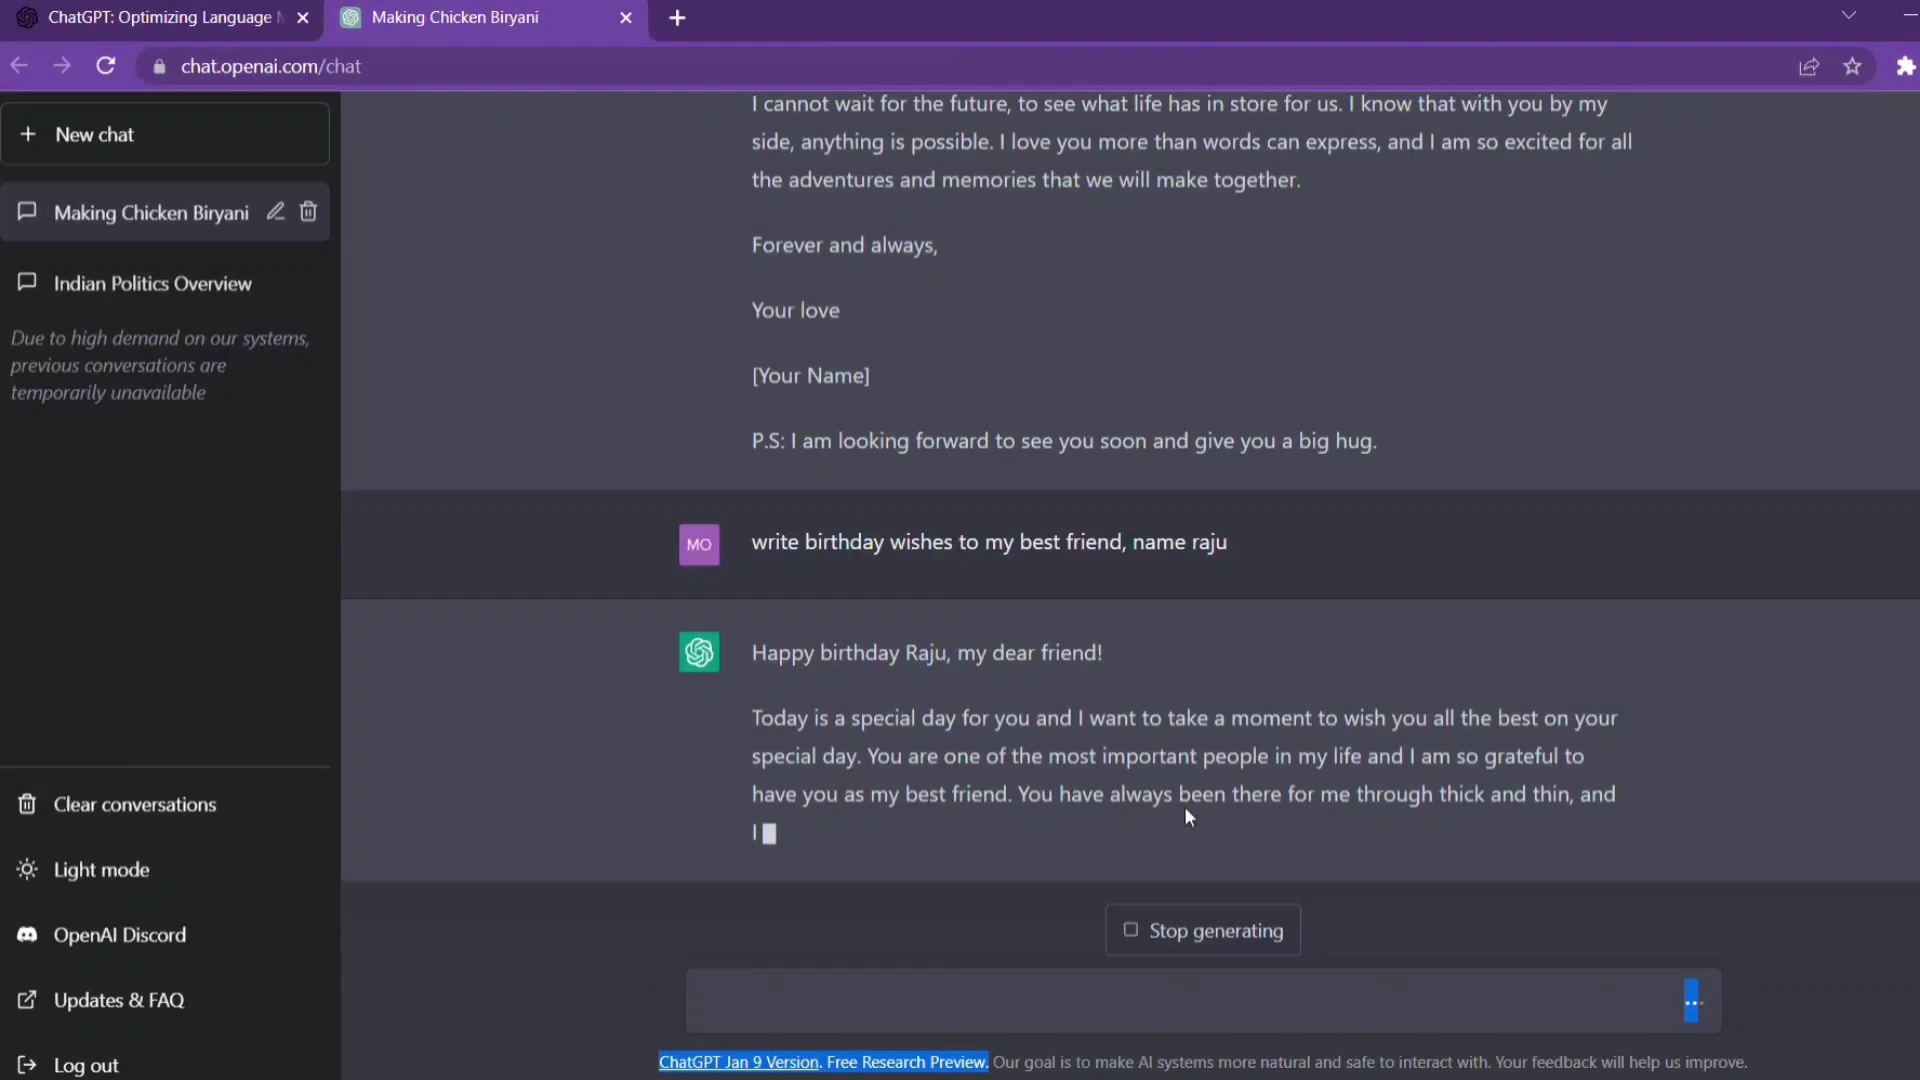 ChatGPT: Optimizing Language
Making Chicken Biryani
chat.openai.com/chat
New chat
Making Chicken Biryani
Indian Politics Overview
Due to high demand on our systems,
previous conversations are
temporarily unavailable
Clear conversations
Light mode
OpenAI Discord
Updates & FAQ
Log out
I cannot wait for the future, to see what life has in store for us. I know that with you by my
side, anything is possible. I love you more than words can express, and I am so excited for all
the adventures and memories that we will make together.
Forever and always,
Your love
[Your Name]
P.S: I am looking forward to see you soon and give you a big hug.
MO
write birthday wishes to my best friend, name raju
Happy birthday Raju, my dear friend!
Today is a special day for you and I want to take a moment to wish you all the best on your
special day. You are one of the most important people in my life and I am so grateful to
have you as my best friend. You have always been there for me through thick and thin, and
I
Stop generating
ChatGPT Jan 9 Version. Free Research Preview. Our goal is to make AI systems more natural and safe to interact with. Your feedback will help us improve.